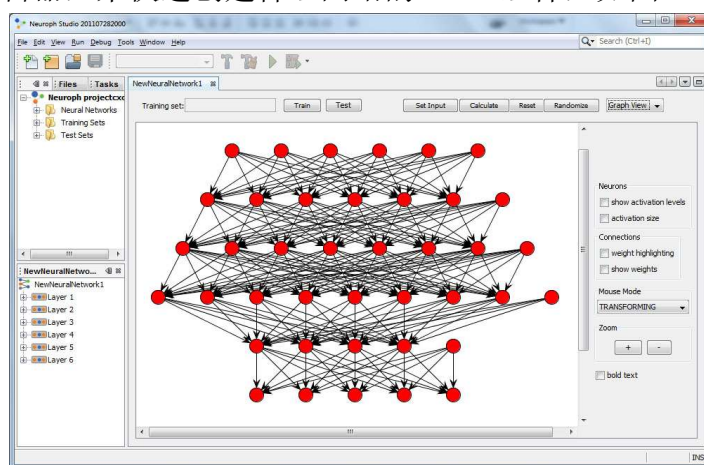 Neuroph Studio 201107282000
File Edit View Run Debug Tools Window Help
Search (Ctrl+I)
Files Tasks
NewNeuralNetwork1
Neuroph projectcxc
Neural Networks
Training Sets
Test Sets
Training set:
Train
Test
Set Input
Calculate
Reset
Randomize
Graph View
Neurons
show activation levels
activation size
Connections
weight highlighting
show weights
Mouse Mode
TRANSFORMING
Zoom
+
-
bold text
NewNeuralNetwo...
NewNeuralNetwork1
Layer 1
Layer 2
Layer 3
Layer 4
Layer 5
Layer 6
INS